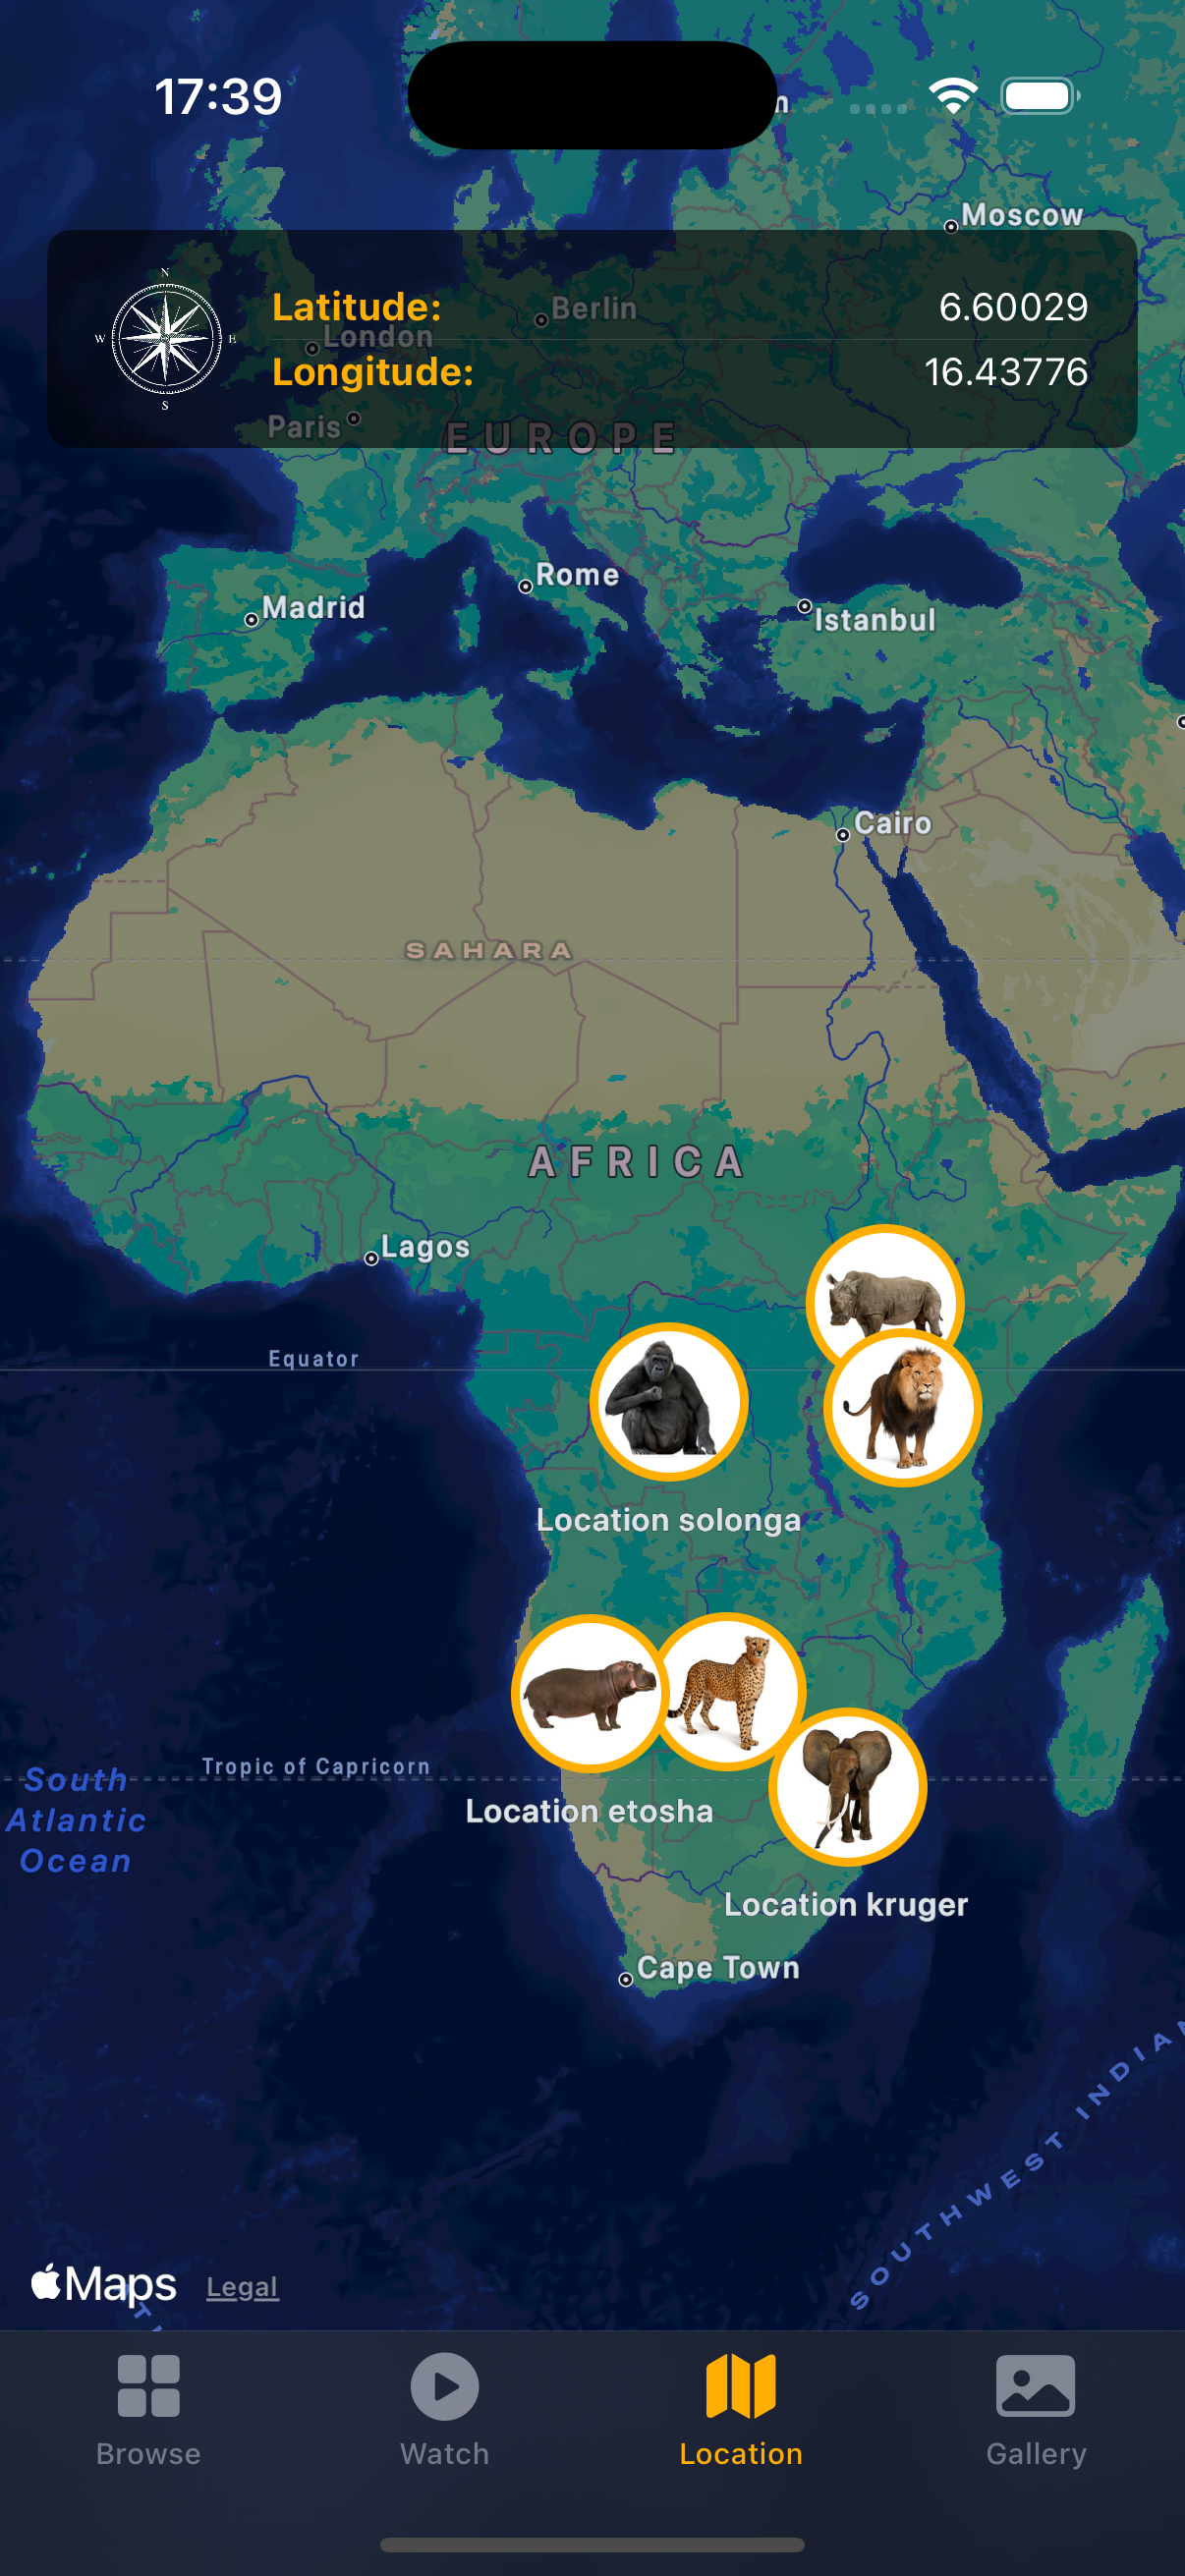 17:39
Moscow
N
W
E
S
Latitude:
6.60029
Berlin
London
Longitude:
16.43776
Paris
EUROPE
Rome
Madrid
Istanbul
Cairo
SAHARA
AFRICA
Lagos
Equator
Location solonga
Tropic of Capricorn
South
Atlantic
Ocean
Location etosha
Location kruger
Cape Town
SOUTHWEST INDIAN
Maps
Legal
Browse
Watch
Location
Gallery